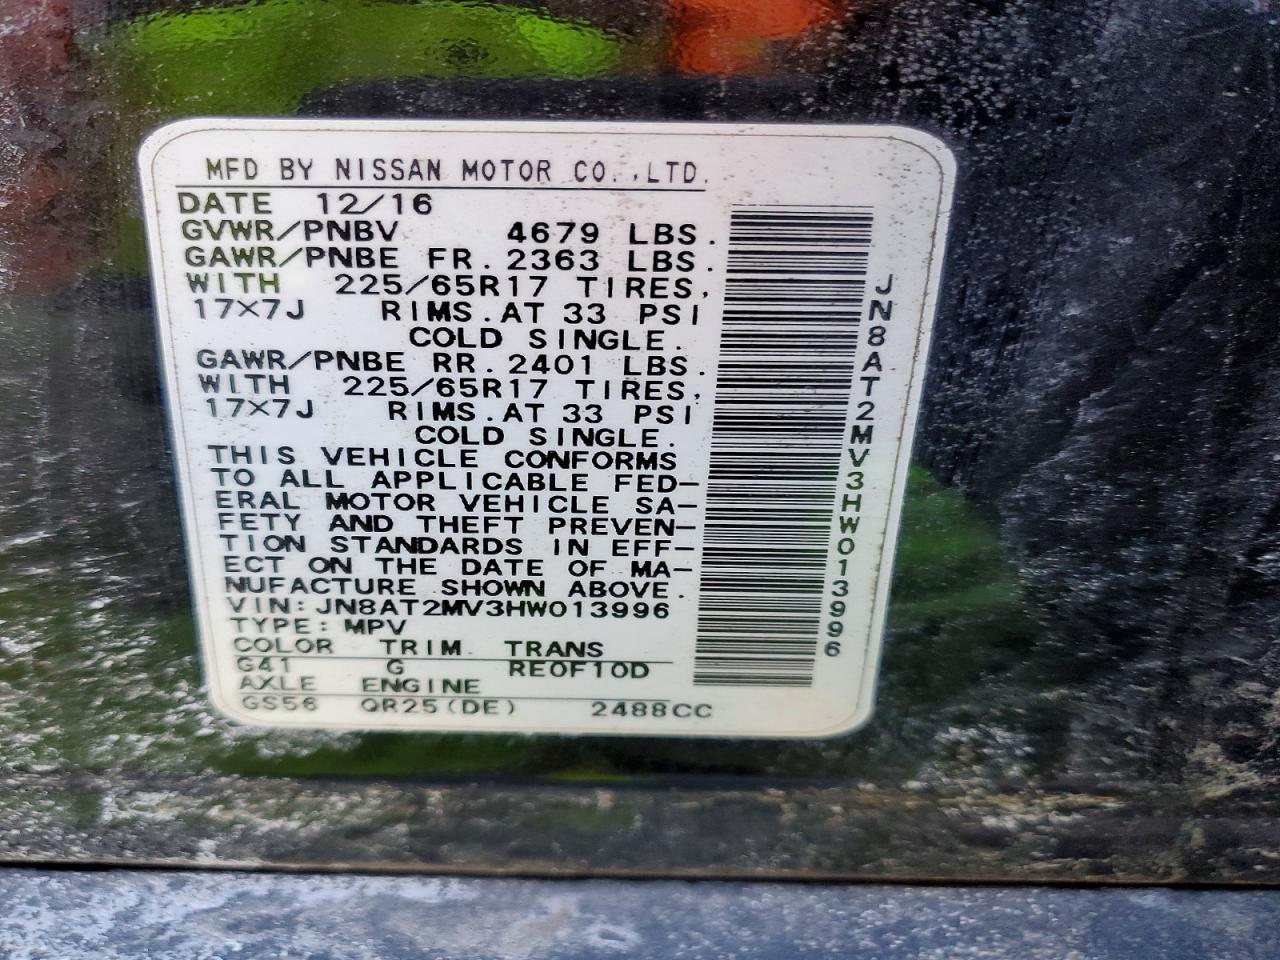 MFD BY NISSAN MOTOR CO.,LTD.
DATE 12/16
GVWR/PNBV 4679 LBS.
GAWR/PNBE FR. 2363 LBS.
WITH 225/65R17 TIRES,
17×7J RIMS.AT 33 PSI
COLD SINGLE.
GAWR/PNBE RR. 2401 LBS.
WITH 225/65R17 TIRES,
17×7J RIMS.AT 33 PSI
COLD SINGLE.
THIS VEHICLE CONFORMS
TO ALL APPLICABLE FED-
ERAL MOTOR VEHICLE SA-
FETY AND THEFT PREVEN-
TION STANDARDS IN EFF-
ECT ON THE DATE OF MA-
NUFACTURE SHOWN ABOVE.
VIN: JN8AT2MV3HW013996
TYPE: MPV
COLOR TRIM TRANS
G41 G RE0F10D
AXLE ENGINE
GS56 QR25(DE) 2488CC
JN8AT2MV3HW013996